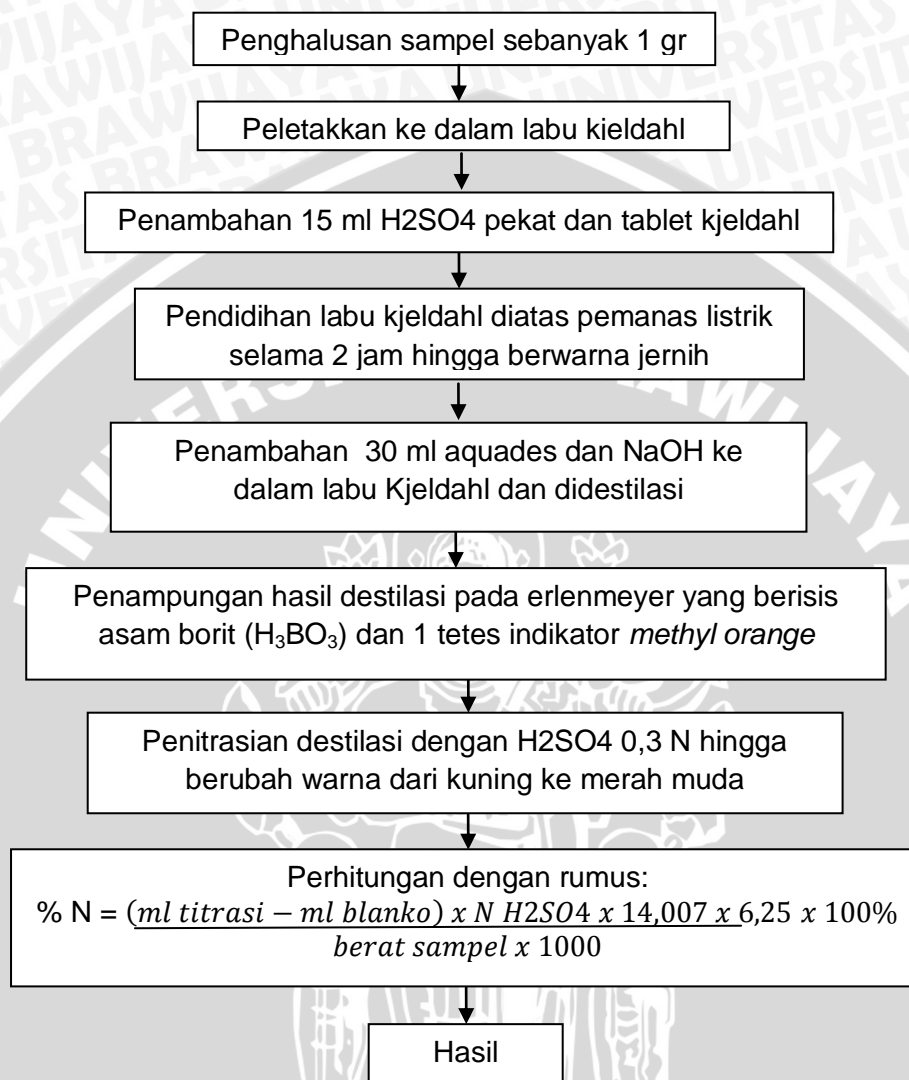 Penghalusan sampel sebanyak 1 gr
Peletakkan ke dalam labu kjeldahl
Penambahan 15 ml H2SO4 pekat dan tablet kjeldahl
Pendidihan labu kjeldahl diatas pemanas listrik
selama 2 jam hingga berwarna jernih
Penambahan 30 ml aquades dan NaOH ke
dalam labu Kjeldahl dan didestilasi
Penampungan hasil destilasi pada erlenmeyer yang berisis
asam borit (H₃BO₃) dan 1 tetes indikator methyl orange
Penitrasian destilasi dengan H2SO4 0,3 N hingga
berubah warna dari kuning ke merah muda
Perhitungan dengan rumus:
% N = (ml titrasi – ml blanko) x N H2SO4 x 14,007 x 6,25 x 100%
berat sampel x 1000
Hasil